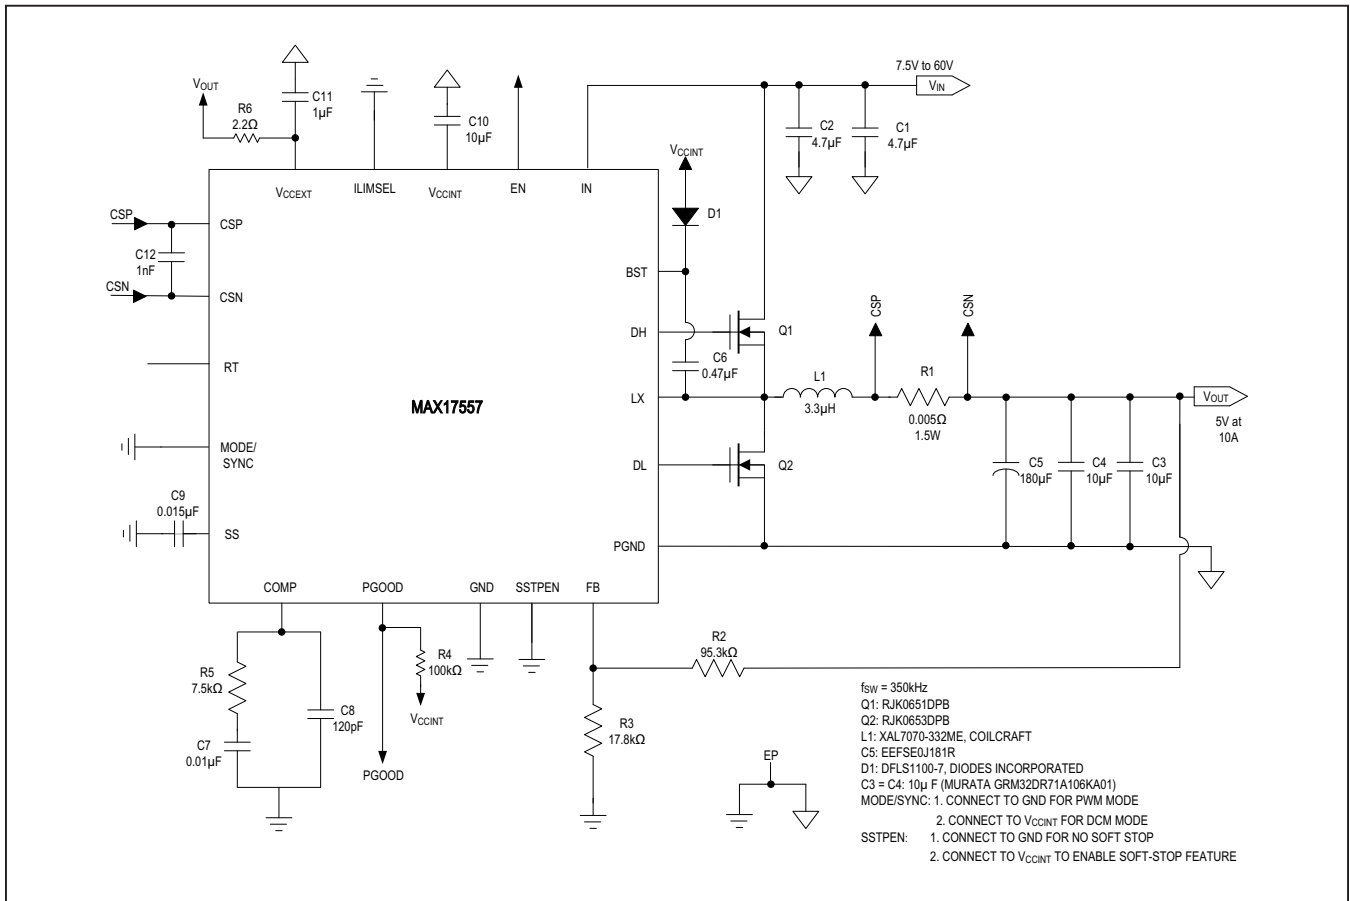 7.5V to 60V
VIN
VOUT
R6
2.2Ω
C11
1µF
C10
10µF
C2
4.7µF
C1
4.7µF
VCCINT
D1
VCCEXT
ILIMSEL
VCCINT
EN
IN
CSP
CSP
C12
1nF
CSN
CSN
RT
MODE/
SYNC
C9
0.015µF
SS
MAX17557
BST
DH
LX
DL
PGND
Q1
C6
0.47µF
Q2
L1
3.3µH
CSP
CSN
R1
0.005Ω
1.5W
VOUT
5V at
10A
C5
180µF
C4
10µF
C3
10µF
COMP
PGOOD
GND
SSTPEN
FB
R5
7.5kΩ
C7
0.01µF
C8
120pF
R4
100kΩ
VCCINT
PGOOD
R2
95.3kΩ
R3
17.8kΩ
EP
fSW = 350kHz
Q1: RJK0651DPB
Q2: RJK0653DPB
L1: XAL7070-332ME, COILCRAFT
C5: EEFSE0J181R
D1: DFLS1100-7, DIODES INCORPORATED
C3 = C4: 10µ F (MURATA GRM32DR71A106KA01)
MODE/SYNC: 1. CONNECT TO GND FOR PWM MODE
2. CONNECT TO VCCINT FOR DCM MODE
SSTPEN: 1. CONNECT TO GND FOR NO SOFT STOP
2. CONNECT TO VCCINT TO ENABLE SOFT-STOP FEATURE